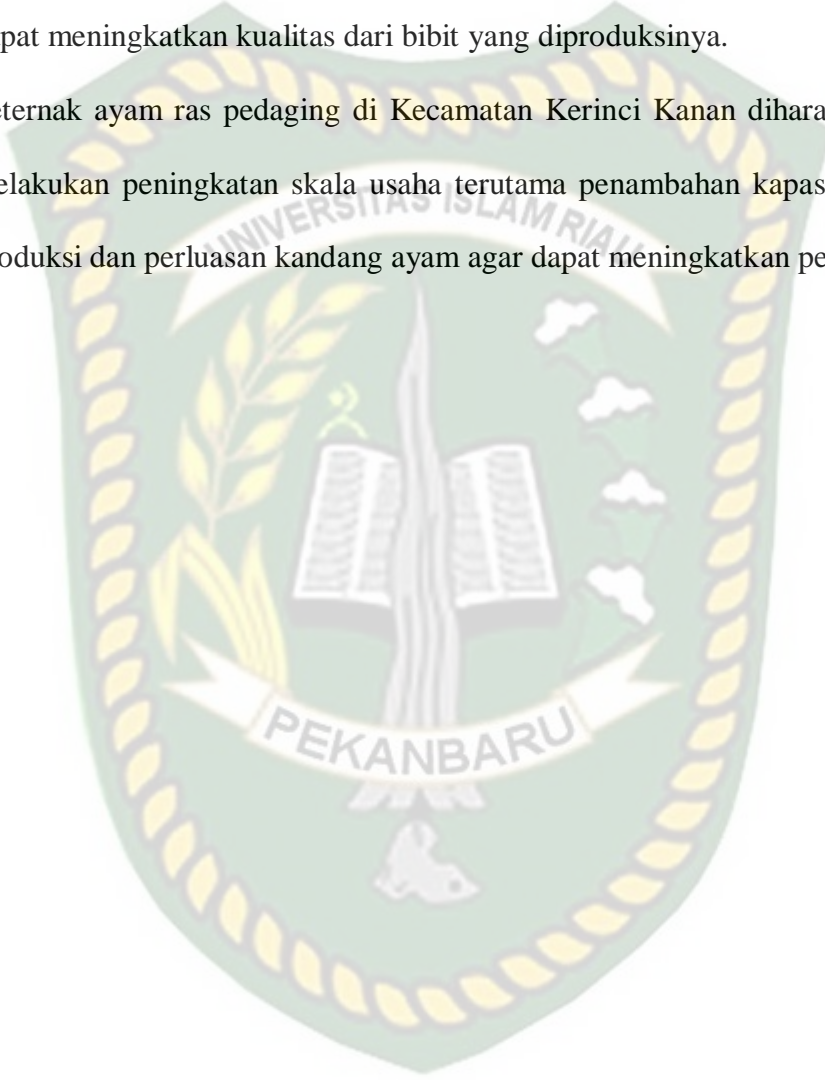 pat meningkatkan kualitas dari bibit yang diproduksinya.
eternak ayam ras pedaging di Kecamatan Kerinci Kanan dihara
elakukan peningkatan skala usaha terutama penambahan kapas
oduksi dan perluasan kandang ayam agar dapat meningkatkan pe
UNIVERSITAS ISLAM RIAU
PEKANBARU